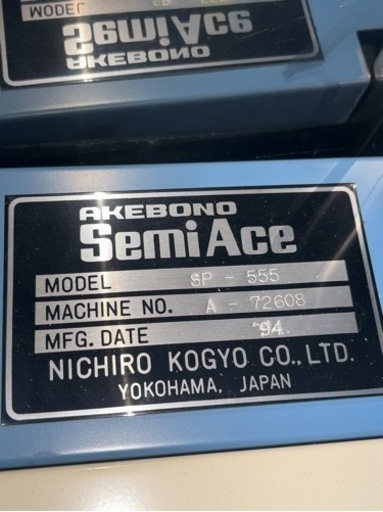 MODEL
SemiAce
AKEBONO
AKEBONO
SemiAce
MODEL SP - 555
MACHINE NO. A - 72608
MFG. DATE '94.
NICHIRO KOGYO CO., LTD.
YOKOHAMA, JAPAN